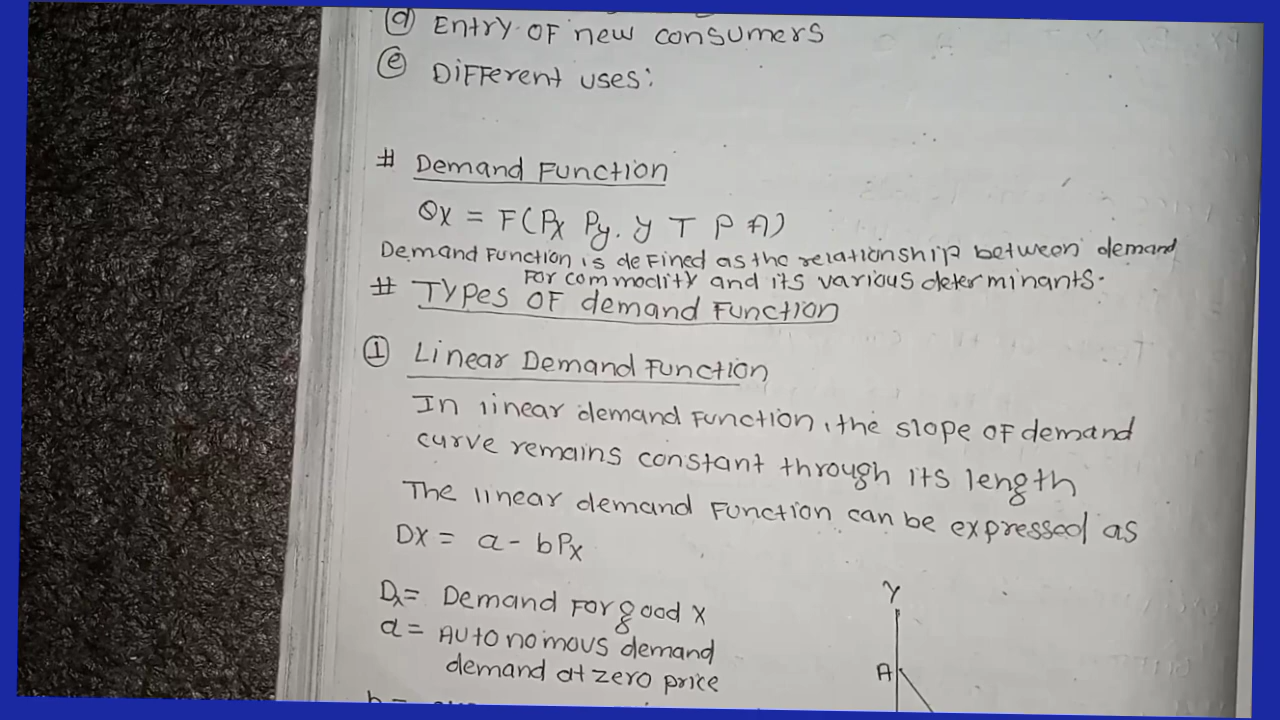 (d) Entry of new consumers
(e) Different uses:
# Demand Function
Qx = F(Px Py. y T P A)
Demand Function is defined as the relationship between demand
For commodity and its various determinants.
# Types of demand Function
(1) Linear Demand Function
In linear demand Function, the slope of demand
curve remains constant through its length
The linear demand Function can be expressed as
Dx = a - bPx
Dx = Demand For good x
a = Autonomous demand
demand at zero price
b =
Y
A